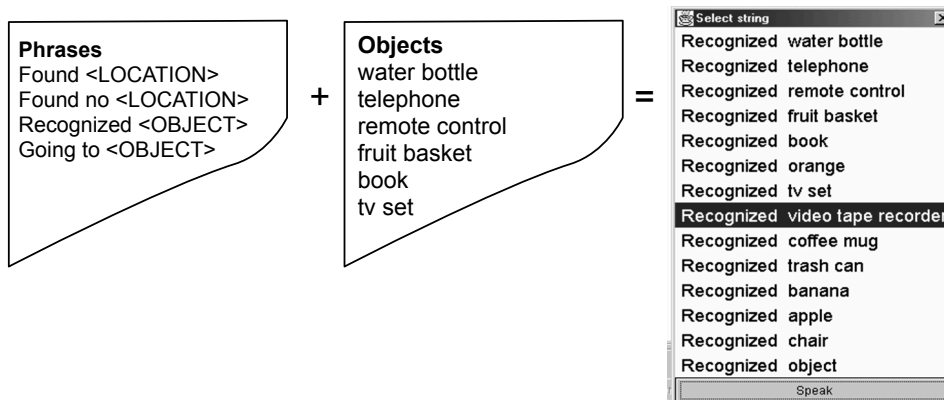 Phrases
Found <LOCATION>
Found no <LOCATION>
Recognized <OBJECT>
Going to <OBJECT>
+
Objects
water bottle
telephone
remote control
fruit basket
book
tv set
=
Select string
Recognized water bottle
Recognized telephone
Recognized remote control
Recognized fruit basket
Recognized book
Recognized orange
Recognized tv set
Recognized video tape recorder
Recognized coffee mug
Recognized trash can
Recognized banana
Recognized apple
Recognized chair
Recognized object
Speak